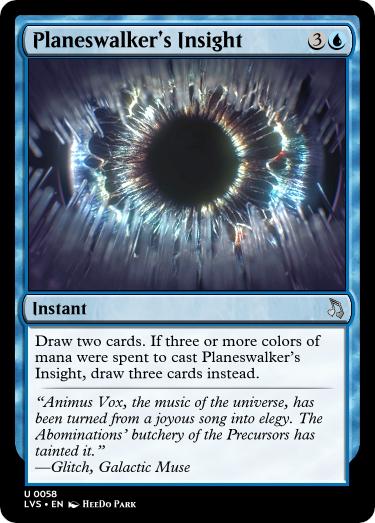 Planeswalker's Insight 3
Instant
Draw two cards. If three or more colors of
mana were spent to cast Planeswalker's
Insight, draw three cards instead.
“Animus Vox, the music of the universe, has
been turned from a joyous song into elegy. The
Abominations' butchery of the Precursors has
tainted it.”
—Glitch, Galactic Muse
U 0058
LVS • EN HeeDo Park